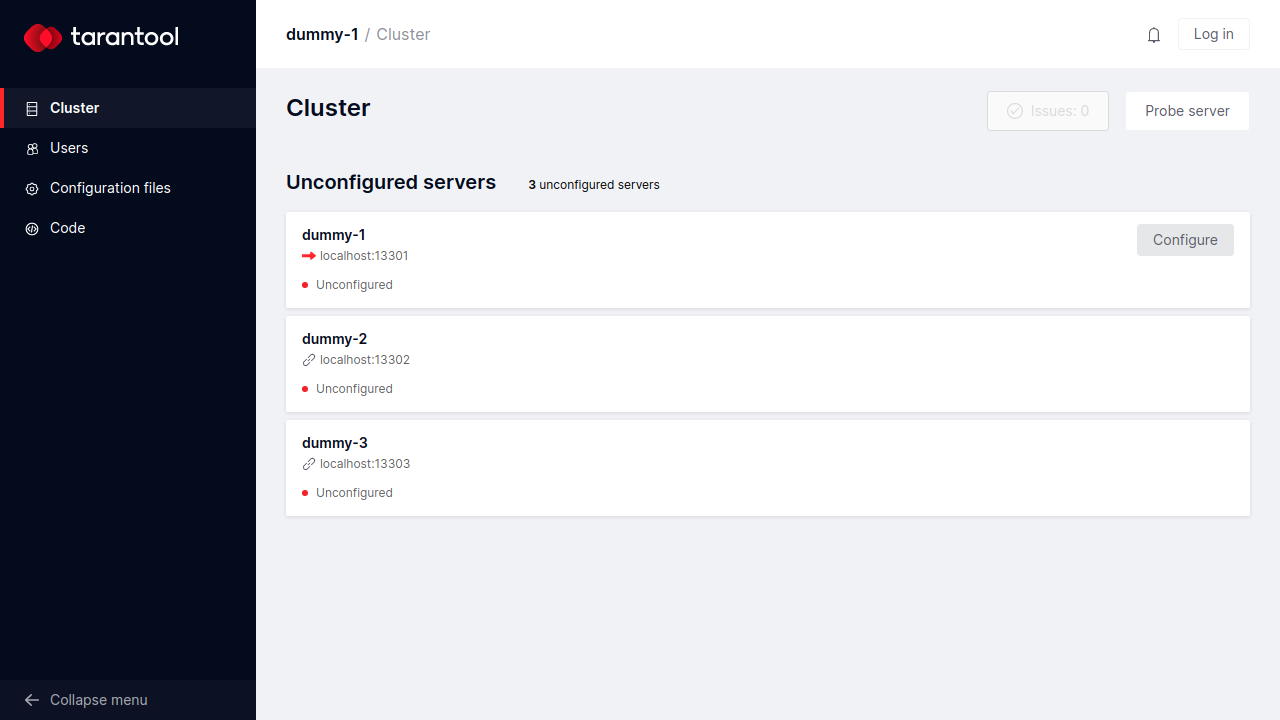 tarantool
Cluster
Users
Configuration files
Code
Collapse menu
dummy-1 / Cluster
Log in
Cluster
Issues: 0
Probe server
Unconfigured servers
3 unconfigured servers
dummy-1
Configure
localhost:13301
Unconfigured
dummy-2
localhost:13302
Unconfigured
dummy-3
localhost:13303
Unconfigured